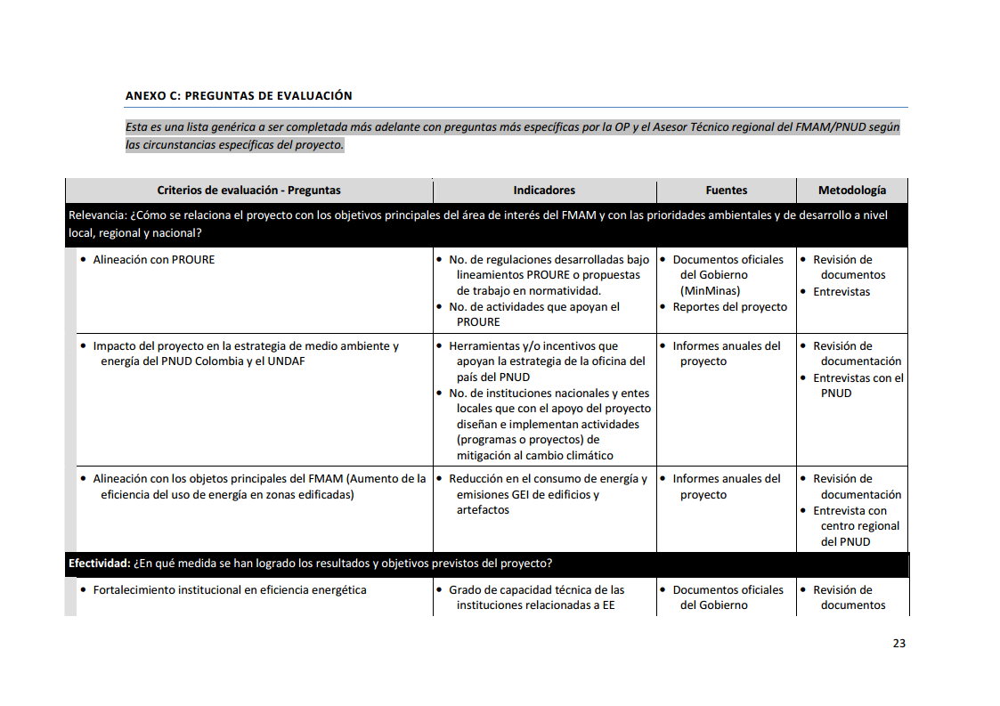 ANEXO C: PREGUNTAS DE EVALUACIÓN
Esta es una lista genérica a ser completada más adelante con preguntas más específicas por la OP y el Asesor Técnico regional del FMAM/PNUD según
las circunstancias específicas del proyecto.
Criterios de evaluación - Preguntas
Indicadores
Fuentes
Metodología
Relevancia: ¿Cómo se relaciona el proyecto con los objetivos principales del área de interés del FMAM y con las prioridades ambientales y de desarrollo a nivel
local, regional y nacional?
• Alineación con PROURE
• No. de regulaciones desarrolladas bajo
lineamientos PROURE o propuestas
de trabajo en normatividad.
• No. de actividades que apoyan el
PROURE
• Documentos oficiales
del Gobierno
(MinMinas)
• Reportes del proyecto
• Revisión de
documentos
• Entrevistas
• Impacto del proyecto en la estrategia de medio ambiente y
energía del PNUD Colombia y el UNDAF
• Herramientas y/o incentivos que
apoyan la estrategia de la oficina del
país del PNUD
• No. de instituciones nacionales y entes
locales que con el apoyo del proyecto
diseñan e implementan actividades
(programas o proyectos) de
mitigación al cambio climático
• Informes anuales del
proyecto
• Revisión de
documentación
• Entrevistas con el
PNUD
• Alineación con los objetos principales del FMAM (Aumento de la
eficiencia del uso de energía en zonas edificadas)
• Reducción en el consumo de energía y
emisiones GEI de edificios y
artefactos
• Informes anuales del
proyecto
• Revisión de
documentación
• Entrevista con
centro regional
del PNUD
Efectividad: ¿En qué medida se han logrado los resultados y objetivos previstos del proyecto?
• Fortalecimiento institucional en eficiencia energética
• Grado de capacidad técnica de las
instituciones relacionadas a EE
• Documentos oficiales
del Gobierno
• Revisión de
documentos
23